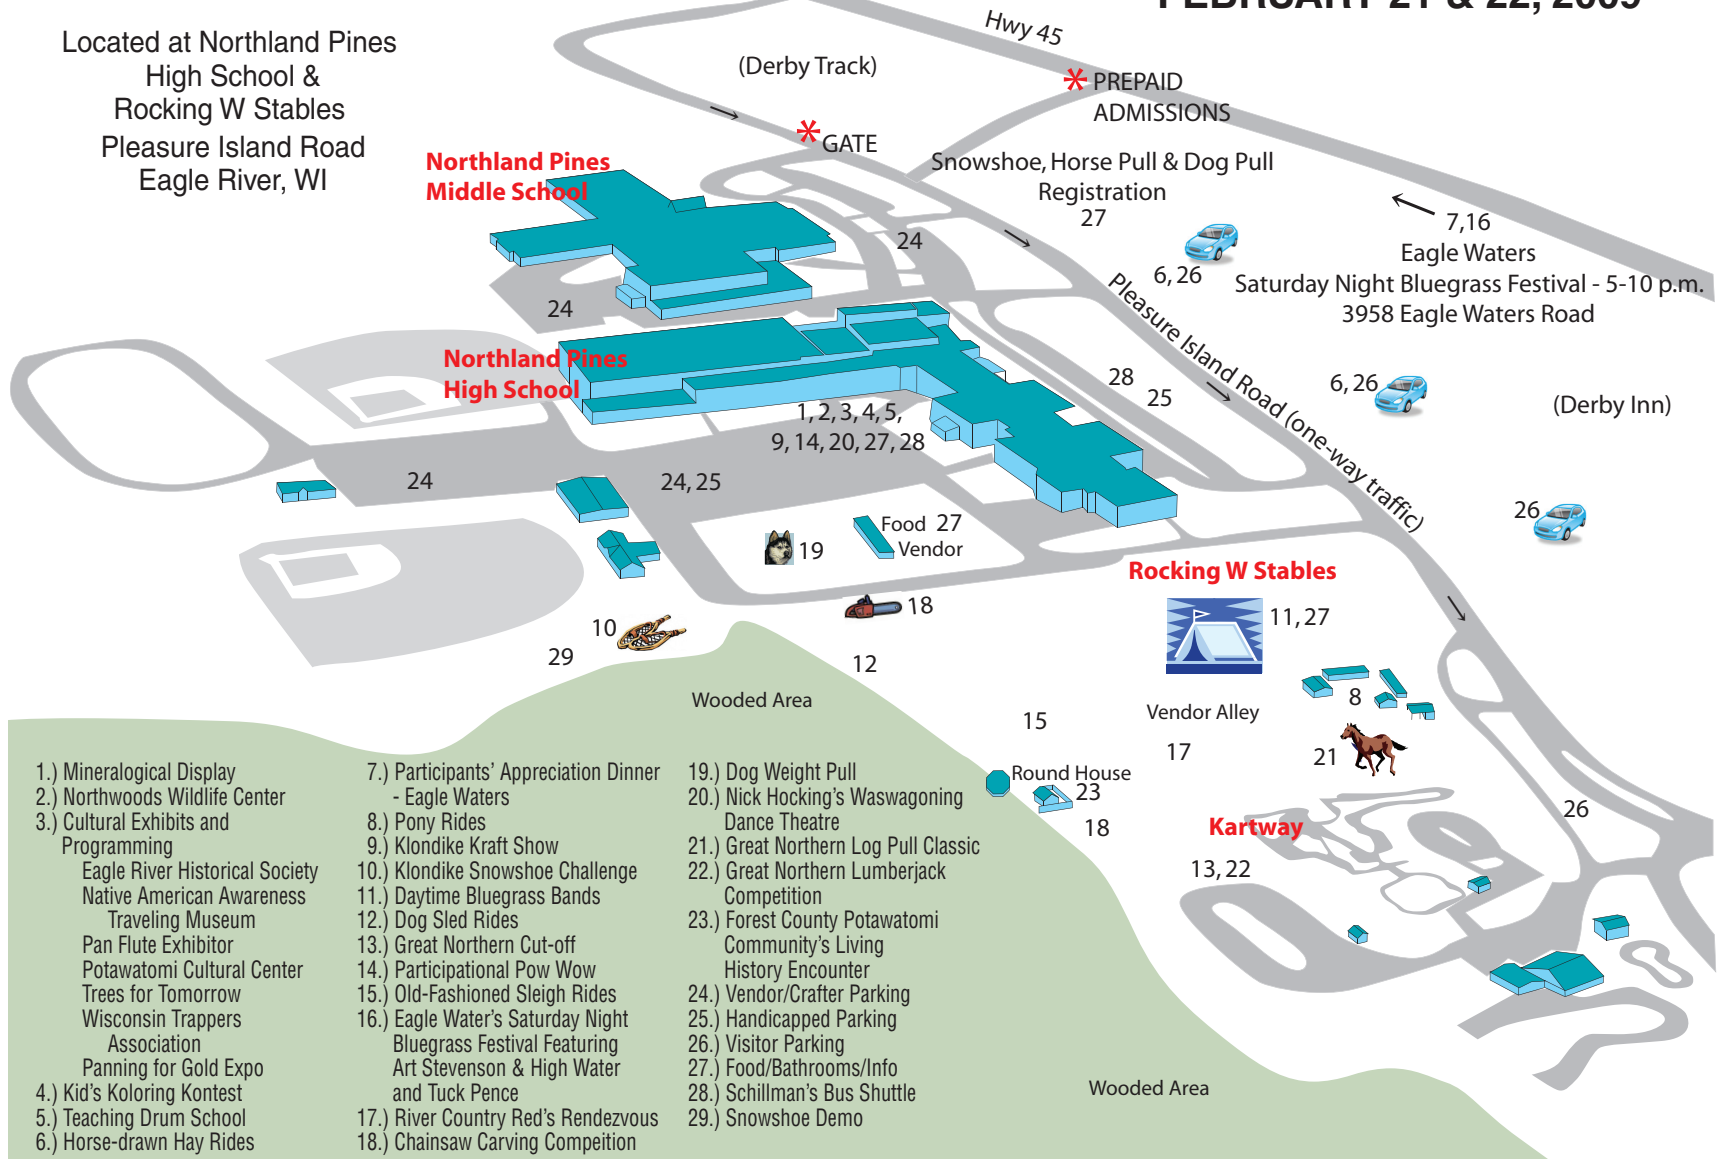 FEBRUARY 21 & 22, 2009
Located at Northland Pines
High School &
Rocking W Stables
Pleasure Island Road
Eagle River, WI
Hwy 45
(Derby Track)
PREPAID
ADMISSIONS
GATE
Northland Pines
Middle School
Snowshoe, Horse Pull & Dog Pull
Registration
27
24
6, 26
7,16
Eagle Waters
Saturday Night Bluegrass Festival - 5-10 p.m.
3958 Eagle Waters Road
24
Pleasure Island Road (one-way traffic)
Northland Pines
High School
28
25
6, 26
(Derby Inn)
1, 2, 3, 4, 5,
9, 14, 20, 27, 28
24
24, 25
26
19
Food 27
Vendor
Rocking W Stables
10
29
18
12
11, 27
Wooded Area
15
Vendor Alley
17
8
21
Round House
23
18
Kartway
13, 22
26
Wooded Area
1.) Mineralogical Display
2.) Northwoods Wildlife Center
3.) Cultural Exhibits and
Programming
Eagle River Historical Society
Native American Awareness
Traveling Museum
Pan Flute Exhibitor
Potawatomi Cultural Center
Trees for Tomorrow
Wisconsin Trappers
Association
Panning for Gold Expo
4.) Kid's Koloring Kontest
5.) Teaching Drum School
6.) Horse-drawn Hay Rides
7.) Participants' Appreciation Dinner
- Eagle Waters
8.) Pony Rides
9.) Klondike Kraft Show
10.) Klondike Snowshoe Challenge
11.) Daytime Bluegrass Bands
12.) Dog Sled Rides
13.) Great Northern Cut-off
14.) Participational Pow Wow
15.) Old-Fashioned Sleigh Rides
16.) Eagle Water's Saturday Night
Bluegrass Festival Featuring
Art Stevenson & High Water
and Tuck Pence
17.) River Country Red's Rendezvous
18.) Chainsaw Carving Compeition
19.) Dog Weight Pull
20.) Nick Hocking's Waswagoning
Dance Theatre
21.) Great Northern Log Pull Classic
22.) Great Northern Lumberjack
Competition
23.) Forest County Potawatomi
Community's Living
History Encounter
24.) Vendor/Crafter Parking
25.) Handicapped Parking
26.) Visitor Parking
27.) Food/Bathrooms/Info
28.) Schillman's Bus Shuttle
29.) Snowshoe Demo